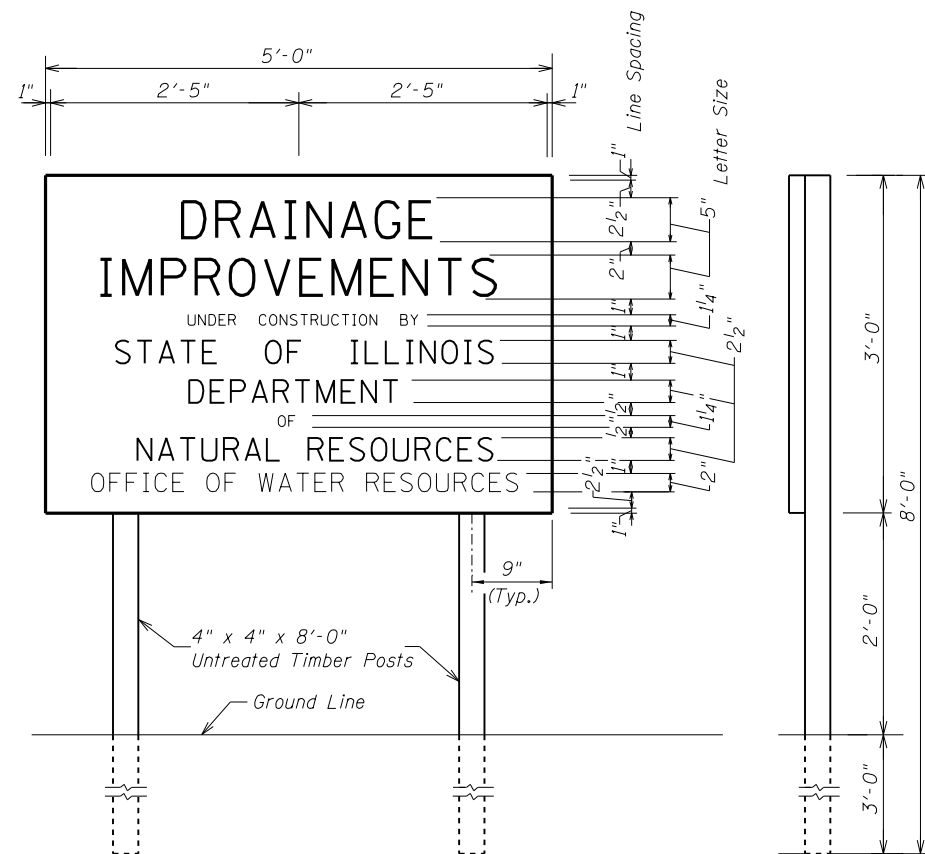 5'-0"
1" 2'-5" 2'-5" 1"
Line Spacing
Letter Size
DRAINAGE
IMPROVEMENTS
UNDER CONSTRUCTION BY
STATE OF ILLINOIS
DEPARTMENT
OF
NATURAL RESOURCES
OFFICE OF WATER RESOURCES
1"
2½"
2"
1"
1"
1"
½"
½"
1"
2½"
1"
5"
1¼"
2½"
1¼"
2"
9"
(Typ.)
4" x 4" x 8'-0"
Untreated Timber Posts
Ground Line
3'-0"
2'-0"
3'-0"
8'-0"